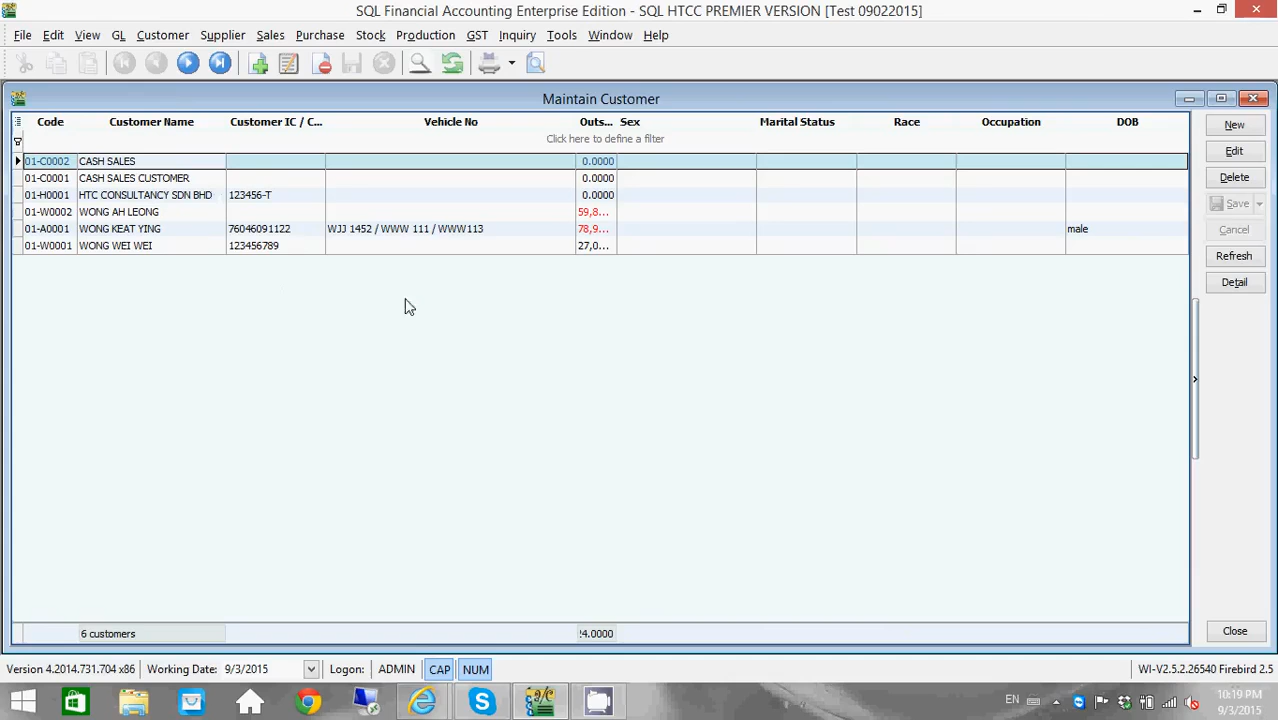 SQL Financial Accounting Enterprise Edition - SQL HTCC PREMIER VERSION [Test 09022015]
File Edit View GL Customer Supplier Sales Purchase Stock Production GST Inquiry Tools Window Help
Maintain Customer
Code Customer Name Customer IC / C... Vehicle No Outs... Sex Marital Status Race Occupation DOB
Click here to define a filter
01-C0002 CASH SALES 0.0000
01-C0001 CASH SALES CUSTOMER 0.0000
01-H0001 HTC CONSULTANCY SDN BHD 123456-T 0.0000
01-W0002 WONG AH LEONG 59,8...
01-A0001 WONG KEAT YING 76046091122 WJJ 1452 / WWW 111 / WWW113 78,9... male
01-W0001 WONG WEI WEI 123456789 27,0...
6 customers 4.0000
New
Edit
Delete
Save
Cancel
Refresh
Detail
Close
Version 4.2014.731.704 x86 Working Date: 9/3/2015 Logon: ADMIN CAP NUM WI-V2.5.2.26540 Firebird 2.5
EN
10:19 PM
9/3/2015